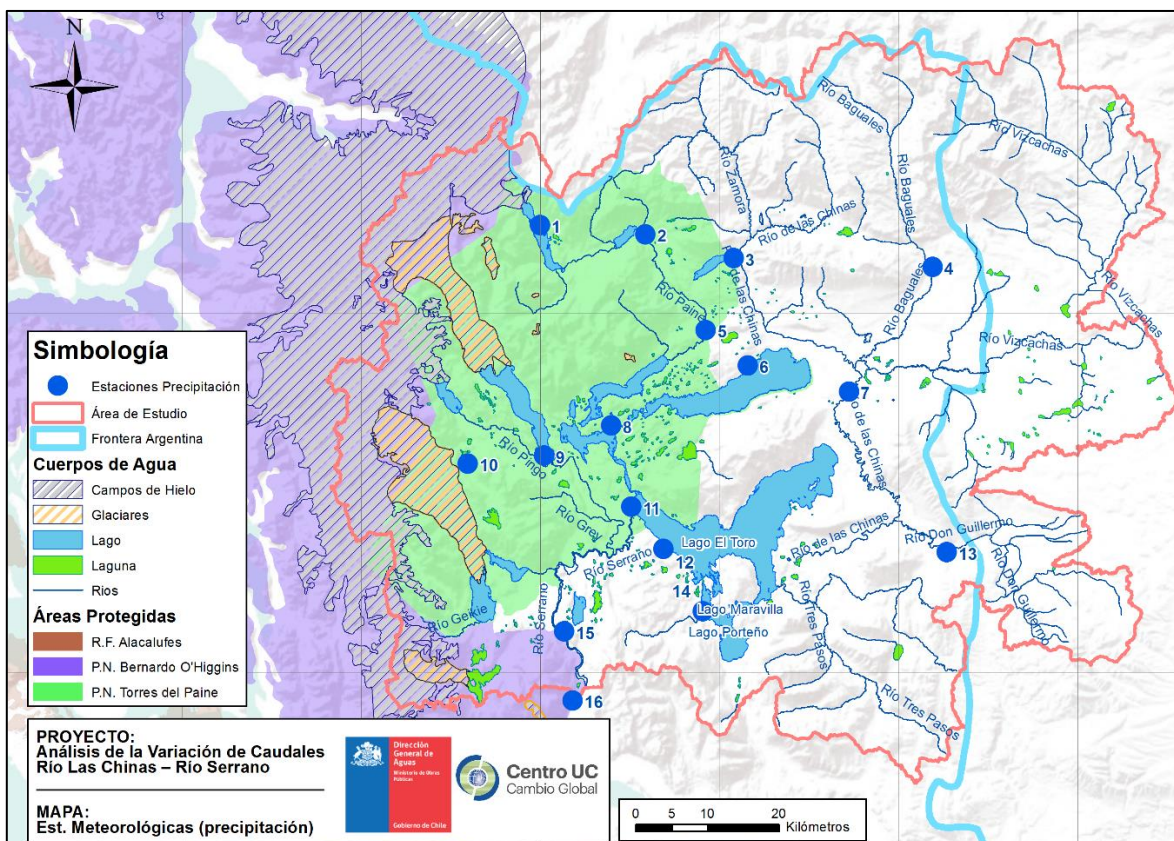 N
Río Baguales
Río Vizcachas
Río Zamora
Río Baguales
Río de las Chinas
1
2
3
4
Río de las Chinas
Río Baguales
Río Vizcachas
Río Paine
5
Río Vizcachas
6
7
8
Río de las Chinas
9
Río Pingo
10
11
Río Grey
Lago El Toro
Río de las Chinas
Río Don Guillermo
12
13
Río Serrano
14
Río Don Guillermo
Lago Maravilla
Río Tres Pasos
Río Geikie
Río Serrano
15
Lago Porteño
16
Río Tres Pasos
Simbología
Estaciones Precipitación
Área de Estudio
Frontera Argentina
Cuerpos de Agua
Campos de Hielo
Glaciares
Lago
Laguna
Rios
Áreas Protegidas
R.F. Alacalufes
P.N. Bernardo O'Higgins
P.N. Torres del Paine
PROYECTO:
Análisis de la Variación de Caudales
Río Las Chinas – Río Serrano
MAPA:
Est. Meteorológicas (precipitación)
Dirección
General de
Aguas
Ministerio de Obras
Públicas
Gobierno de Chile
Centro UC
Cambio Global
0 5 10 20
Kilómetros